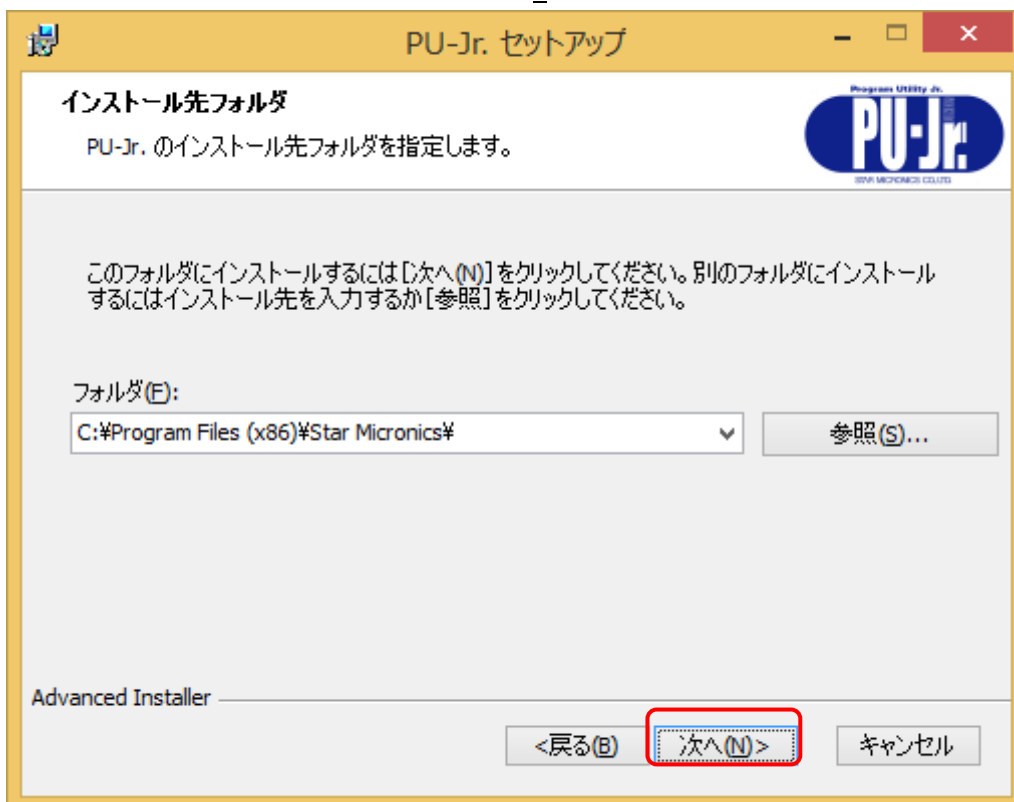 PU-Jr. セットアップ
インストール先フォルダ
PU-Jr. のインストール先フォルダを指定します。
Program Utility Jr.
PU-Jr.
STAR MICRONICS CO.,LTD.
このフォルダにインストールするには[次へ(N)]をクリックしてください。別のフォルダにインストール
するにはインストール先を入力するか[参照]をクリックしてください。
フォルダ(F):
C:¥Program Files (x86)¥Star Micronics¥
参照(S)...
Advanced Installer
<戻る(B)
次へ(N)>
キャンセル